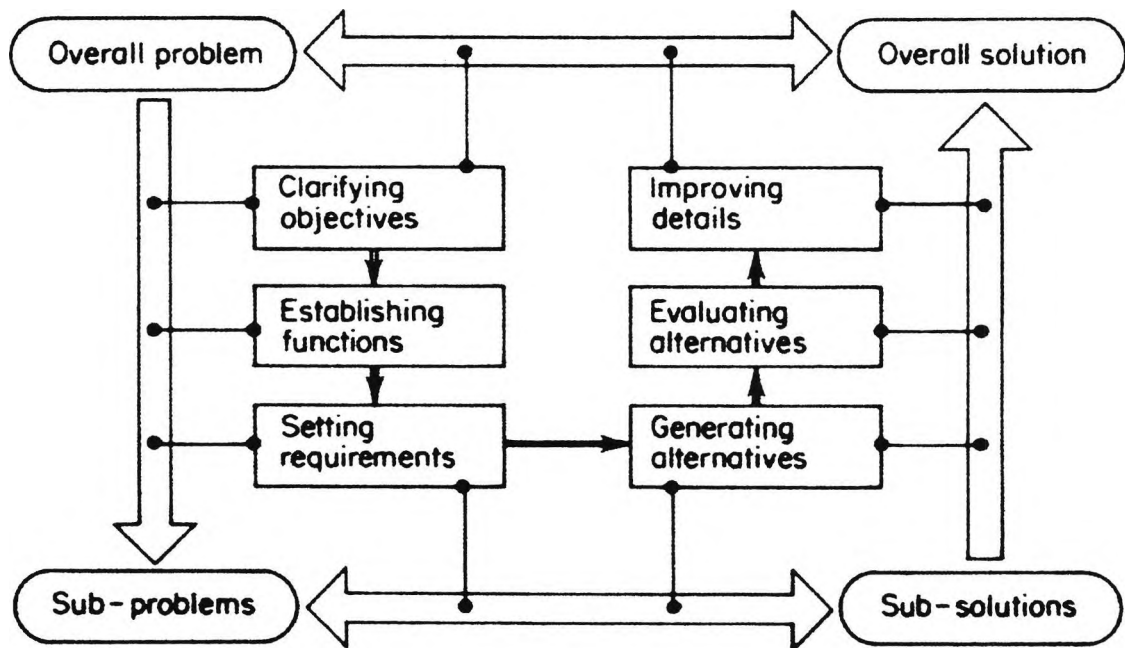 Overall problem
Overall solution
Clarifying
objectives
Improving
details
Establishing
functions
Evaluating
alternatives
Setting
requirements
Generating
alternatives
Sub-problems
Sub-solutions